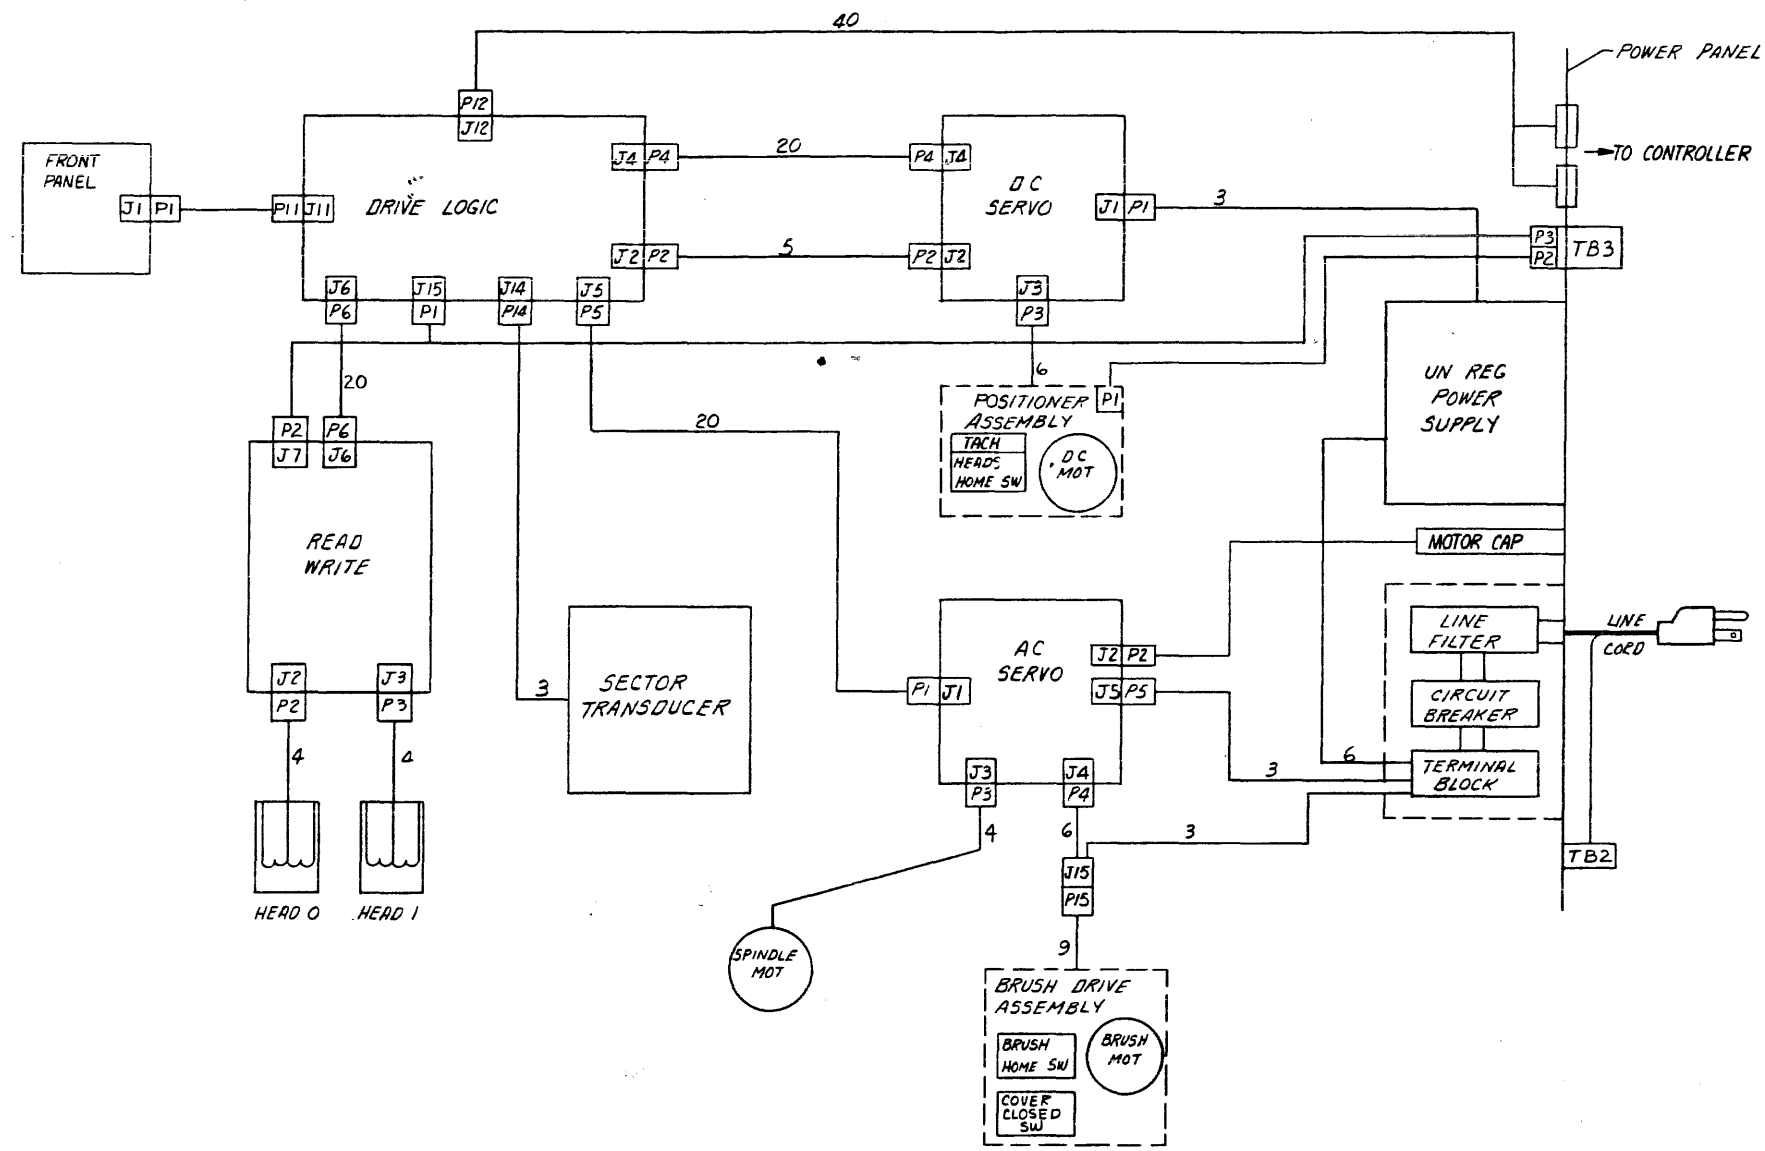 40
POWER PANEL
P12
J12
TO CONTROLLER
FRONT
PANEL
J1 P1
P11 J11
DRIVE LOGIC
J4 P4
20
P4 J4
DC
SERVO
J1 P1
3
J2 P2
5
P2 J2
P3
P2
TB3
J6
P6
J15
P1
J14
P14
J5
P5
J3
P3
20
6
20
P2
J7
P6
J6
POSITIONER
ASSEMBLY
P1
TACH
HEADS
HOME SW
DC
MOT
UN REG
POWER
SUPPLY
READ
WRITE
MOTOR CAP
LINE
FILTER
LINE
CORD
CIRCUIT
BREAKER
TERMINAL
BLOCK
6
3
3
TB2
AC
SERVO
J2 P2
J5 P5
P1 J1
J3
P3
J4
P4
SECTOR
TRANSDUCER
3
J2
P2
J3
P3
4
4
HEAD 0
HEAD 1
4
6
J15
P15
9
SPINDLE
MOT
BRUSH DRIVE
ASSEMBLY
BRUSH
HOME SW
BRUSH
MOT
COVER
CLOSED
SW